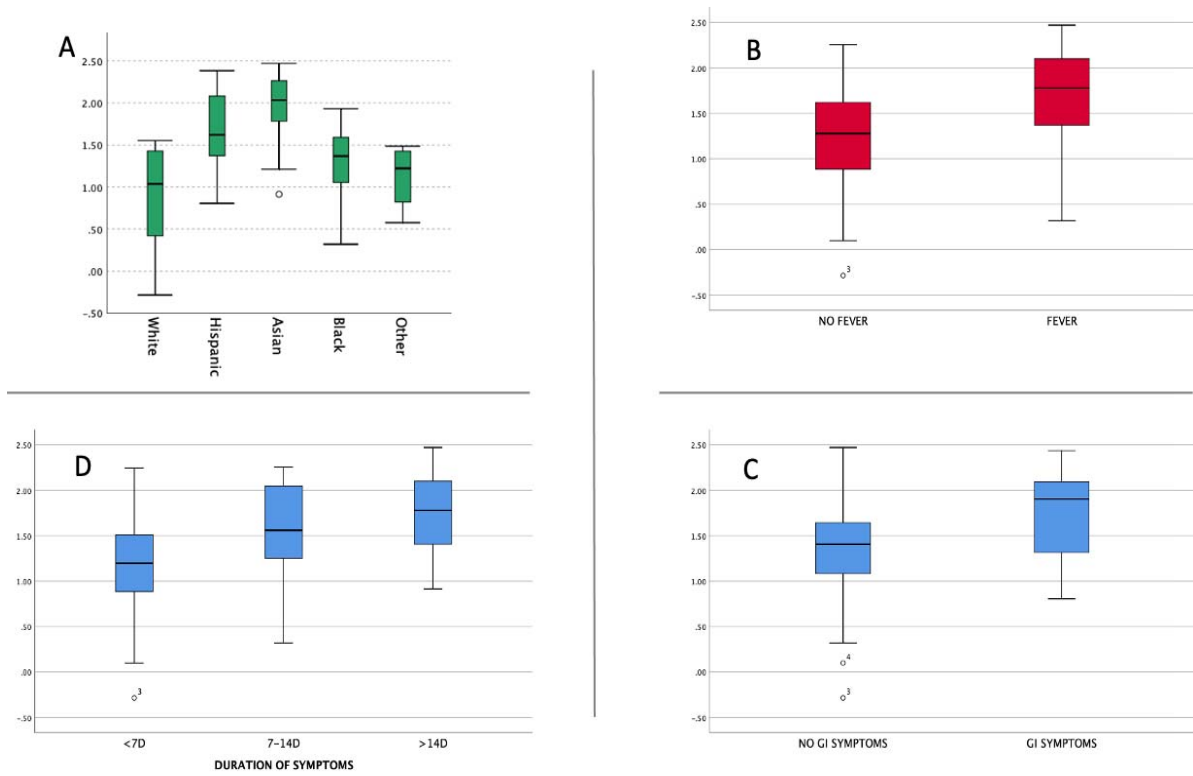 A
2.50
2.00
1.50
1.00
.50
.00
-.50
White
Hispanic
Asian
Black
Other
B
2.50
2.00
1.50
1.00
.50
.00
-.50
3
NO FEVER
FEVER
D
2.50
2.00
1.50
1.00
.50
.00
-.50
3
<7D
7-14D
>14D
DURATION OF SYMPTOMS
C
2.50
2.00
1.50
1.00
.50
.00
-.50
4
3
NO GI SYMPTOMS
GI SYMPTOMS